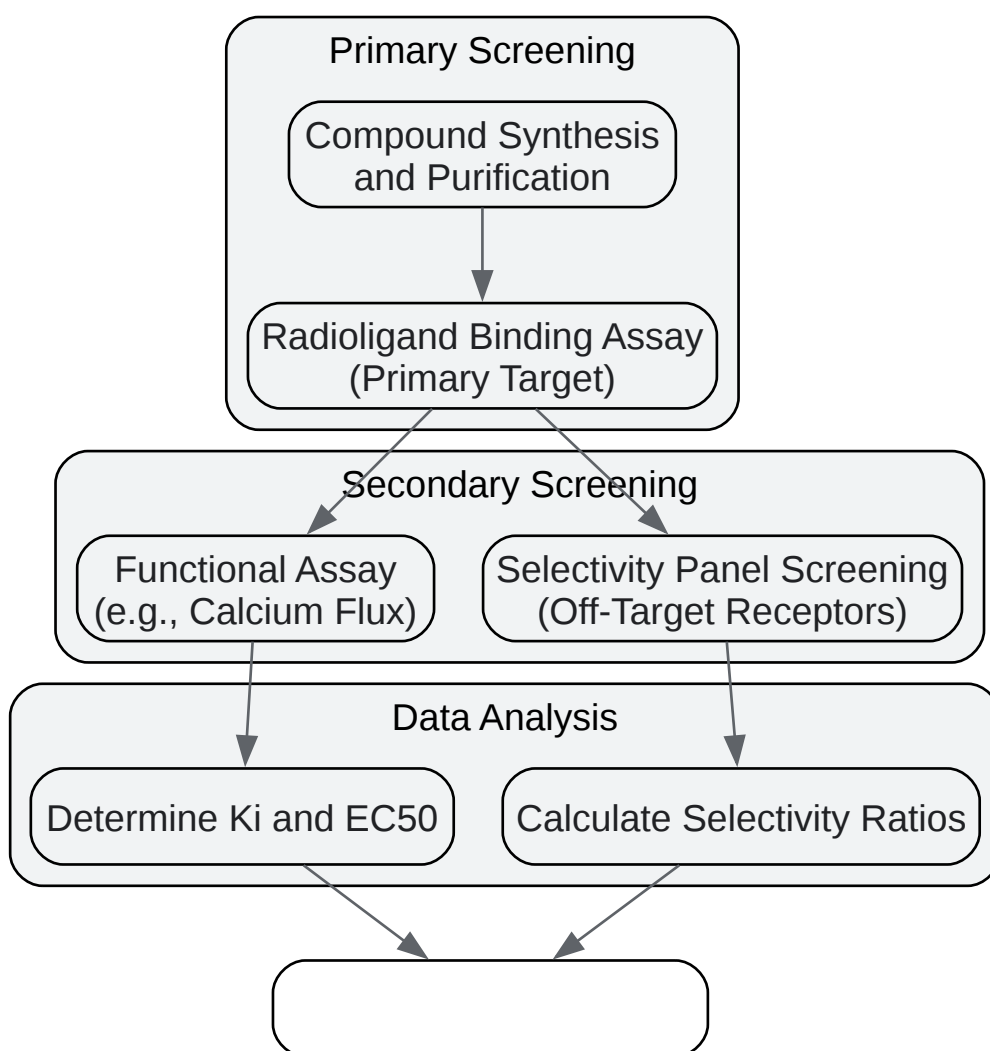 Primary Screening
Compound Synthesis
and Purification
Radioligand Binding Assay
(Primary Target)
Secondary Screening
Functional Assay
(e.g., Calcium Flux)
Selectivity Panel Screening
(Off-Target Receptors)
Data Analysis
Determine Ki and EC50
Calculate Selectivity Ratios